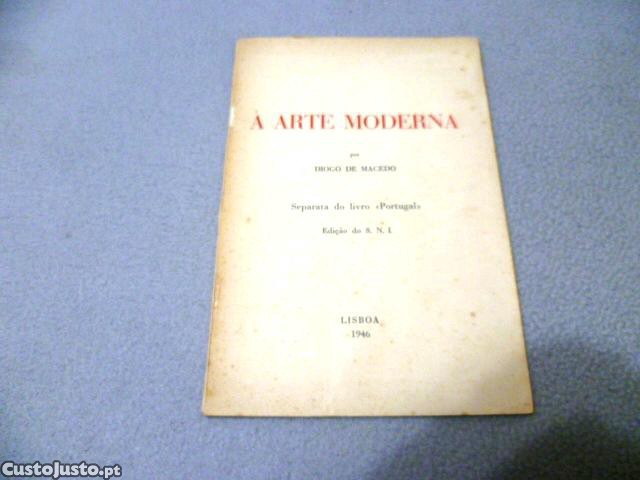 A ARTE MODERNA
por
DIOGO DE MACEDO
Separata do livro «Portugal»
Edição do S. N. I.
LISBOA
1946
CustoJusto.pt